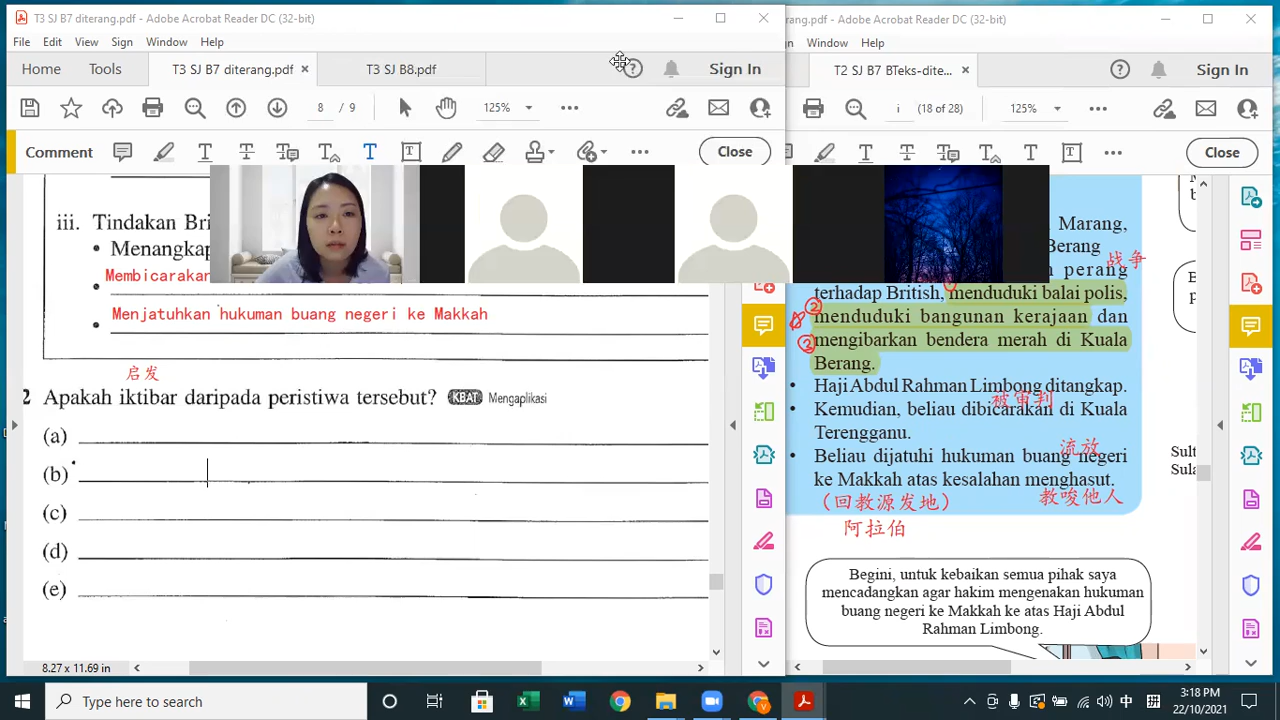 T3 SJ B7 diterang.pdf - Adobe Acrobat Reader DC (32-bit)
File Edit View Sign Window Help
Home Tools T3 SJ B7 diterang.pdf × T3 SJ B8.pdf Sign In
8 / 9 125%
Comment Close
iii. Tindakan Bri
• Menangkap
Membicarakan
•
Menjatuhkan hukuman buang negeri ke Makkah
•
启发
2 Apakah iktibar daripada peristiwa tersebut? KBAT Mengaplikasi
(a)
(b)
(c)
(d)
(e)
8.27 x 11.69 in
rang.pdf - Adobe Acrobat Reader DC (32-bit)
Window Help
T2 SJ B7 BTeks-dite... × Sign In
i (18 of 28) 125%
Close
Marang,
Berang
战争
perang
terhadap British, menduduki balai polis,
②
menduduki bangunan kerajaan dan
②
mengibarkan bendera merah di Kuala
Berang.
• Haji Abdul Rahman Limbong ditangkap.
被审判
• Kemudian, beliau dibicarakan di Kuala
Terengganu.
流放
• Beliau dijatuhi hukuman buang negeri
ke Makkah atas kesalahan menghasut.
(回教源发地) 教唆他人
阿拉伯
Sult
Sula
Begini, untuk kebaikan semua pihak saya
mencadangkan agar hakim mengenakan hukuman
buang negeri ke Makkah ke atas Haji Abdul
Rahman Limbong.
Type here to search
中 拼
3:18 PM
22/10/2021